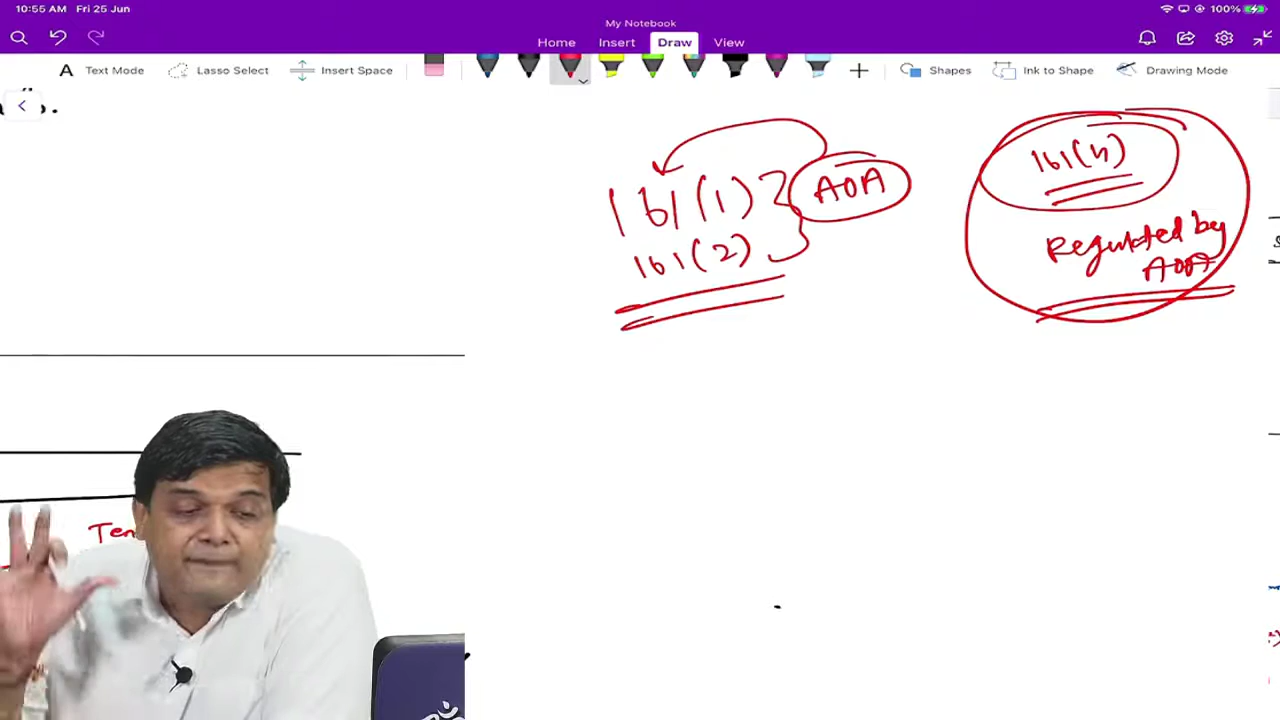 10:55 AM Fri 25 Jun
100%
My Notebook
Home Insert Draw View
A Text Mode Lasso Select Insert Space Shapes Ink to Shape Drawing Mode
161(1)
161(2)
AOA
161(4)
Regulated by
AOA
Ten